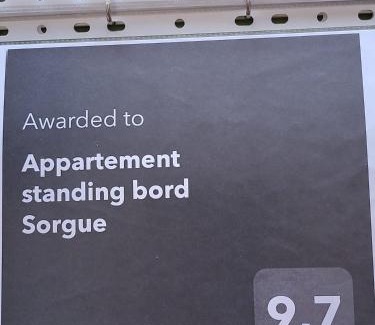 Awarded to
Appartement
standing bord
Sorgue
9.7